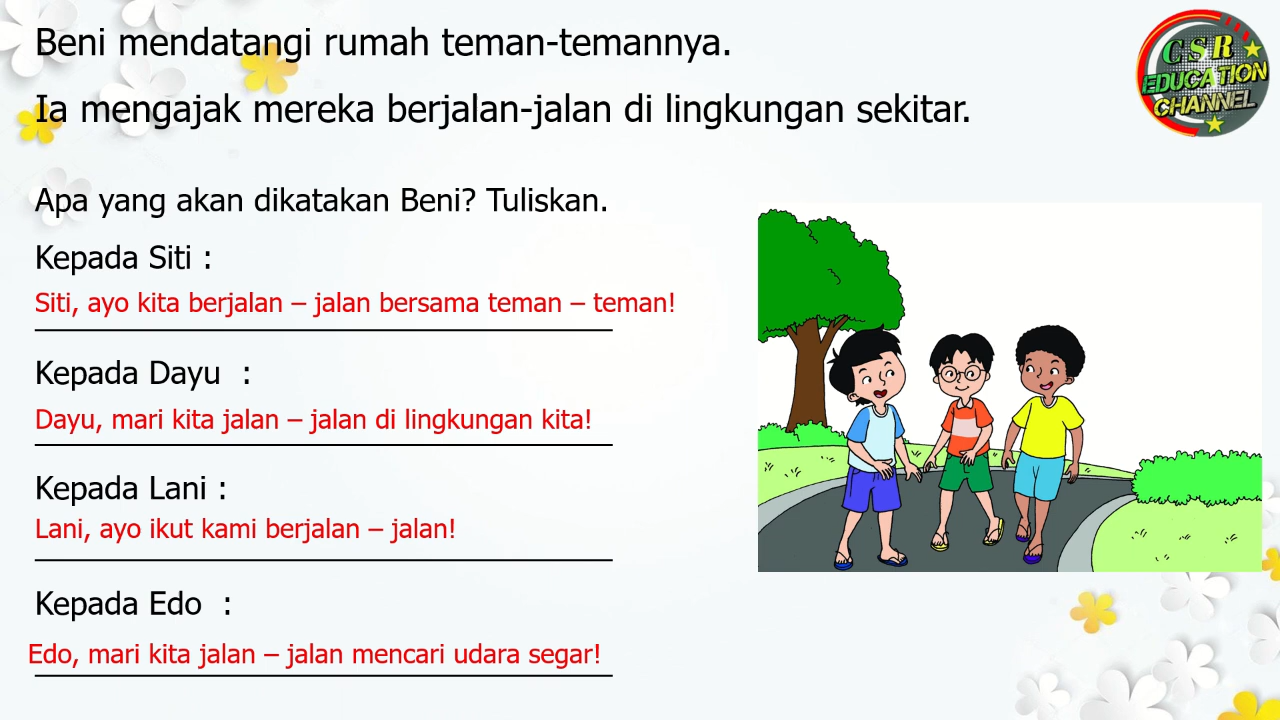 Beni mendatangi rumah teman-temannya.
Ia mengajak mereka berjalan-jalan di lingkungan sekitar.
CSR
EDUCATION
CHANNEL
Apa yang akan dikatakan Beni? Tuliskan.
Kepada Siti :
Siti, ayo kita berjalan – jalan bersama teman – teman!
Kepada Dayu :
Dayu, mari kita jalan – jalan di lingkungan kita!
Kepada Lani :
Lani, ayo ikut kami berjalan – jalan!
Kepada Edo :
Edo, mari kita jalan – jalan mencari udara segar!